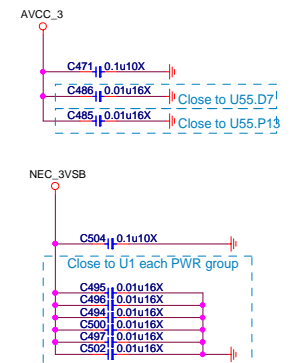 AVCC_3
C471 0.1u10X
C486 0.01u16X
Close to U55.D7
C485 0.01u16X
Close to U55.P13
NEC_3VSB
C504 0.1u10X
Close to U1 each PWR group
C495 0.01u16X
C496 0.01u16X
C494 0.01u16X
C500 0.01u16X
C497 0.01u16X
C502 0.01u16X